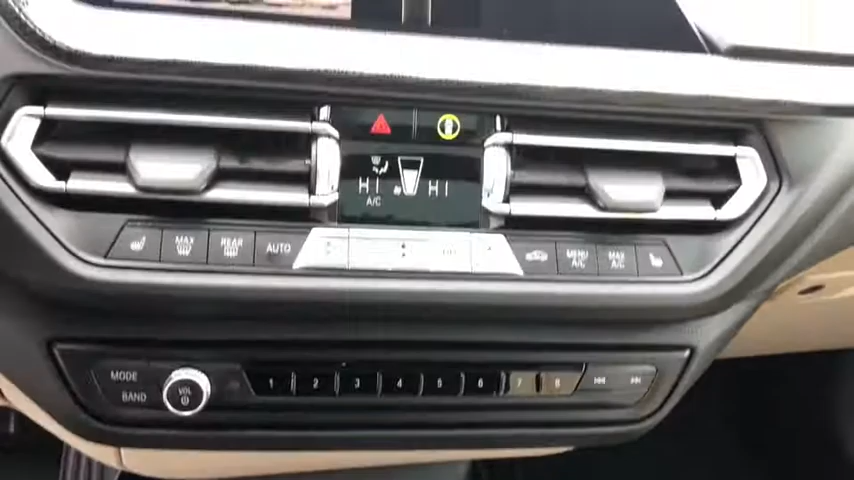 HI HI
A/C
MAX REAR AUTO MENU MAX
A/C A/C
MODE
BAND
VOL
1 2 3 4 5 6 7 8